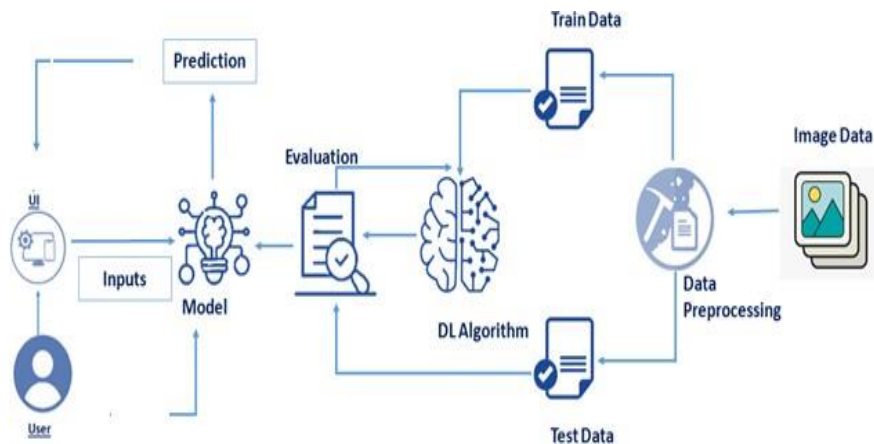 Train Data
Prediction
Image Data
Evaluation
UI
Inputs
Model
Data
Preprocessing
DL Algorithm
User
Test Data